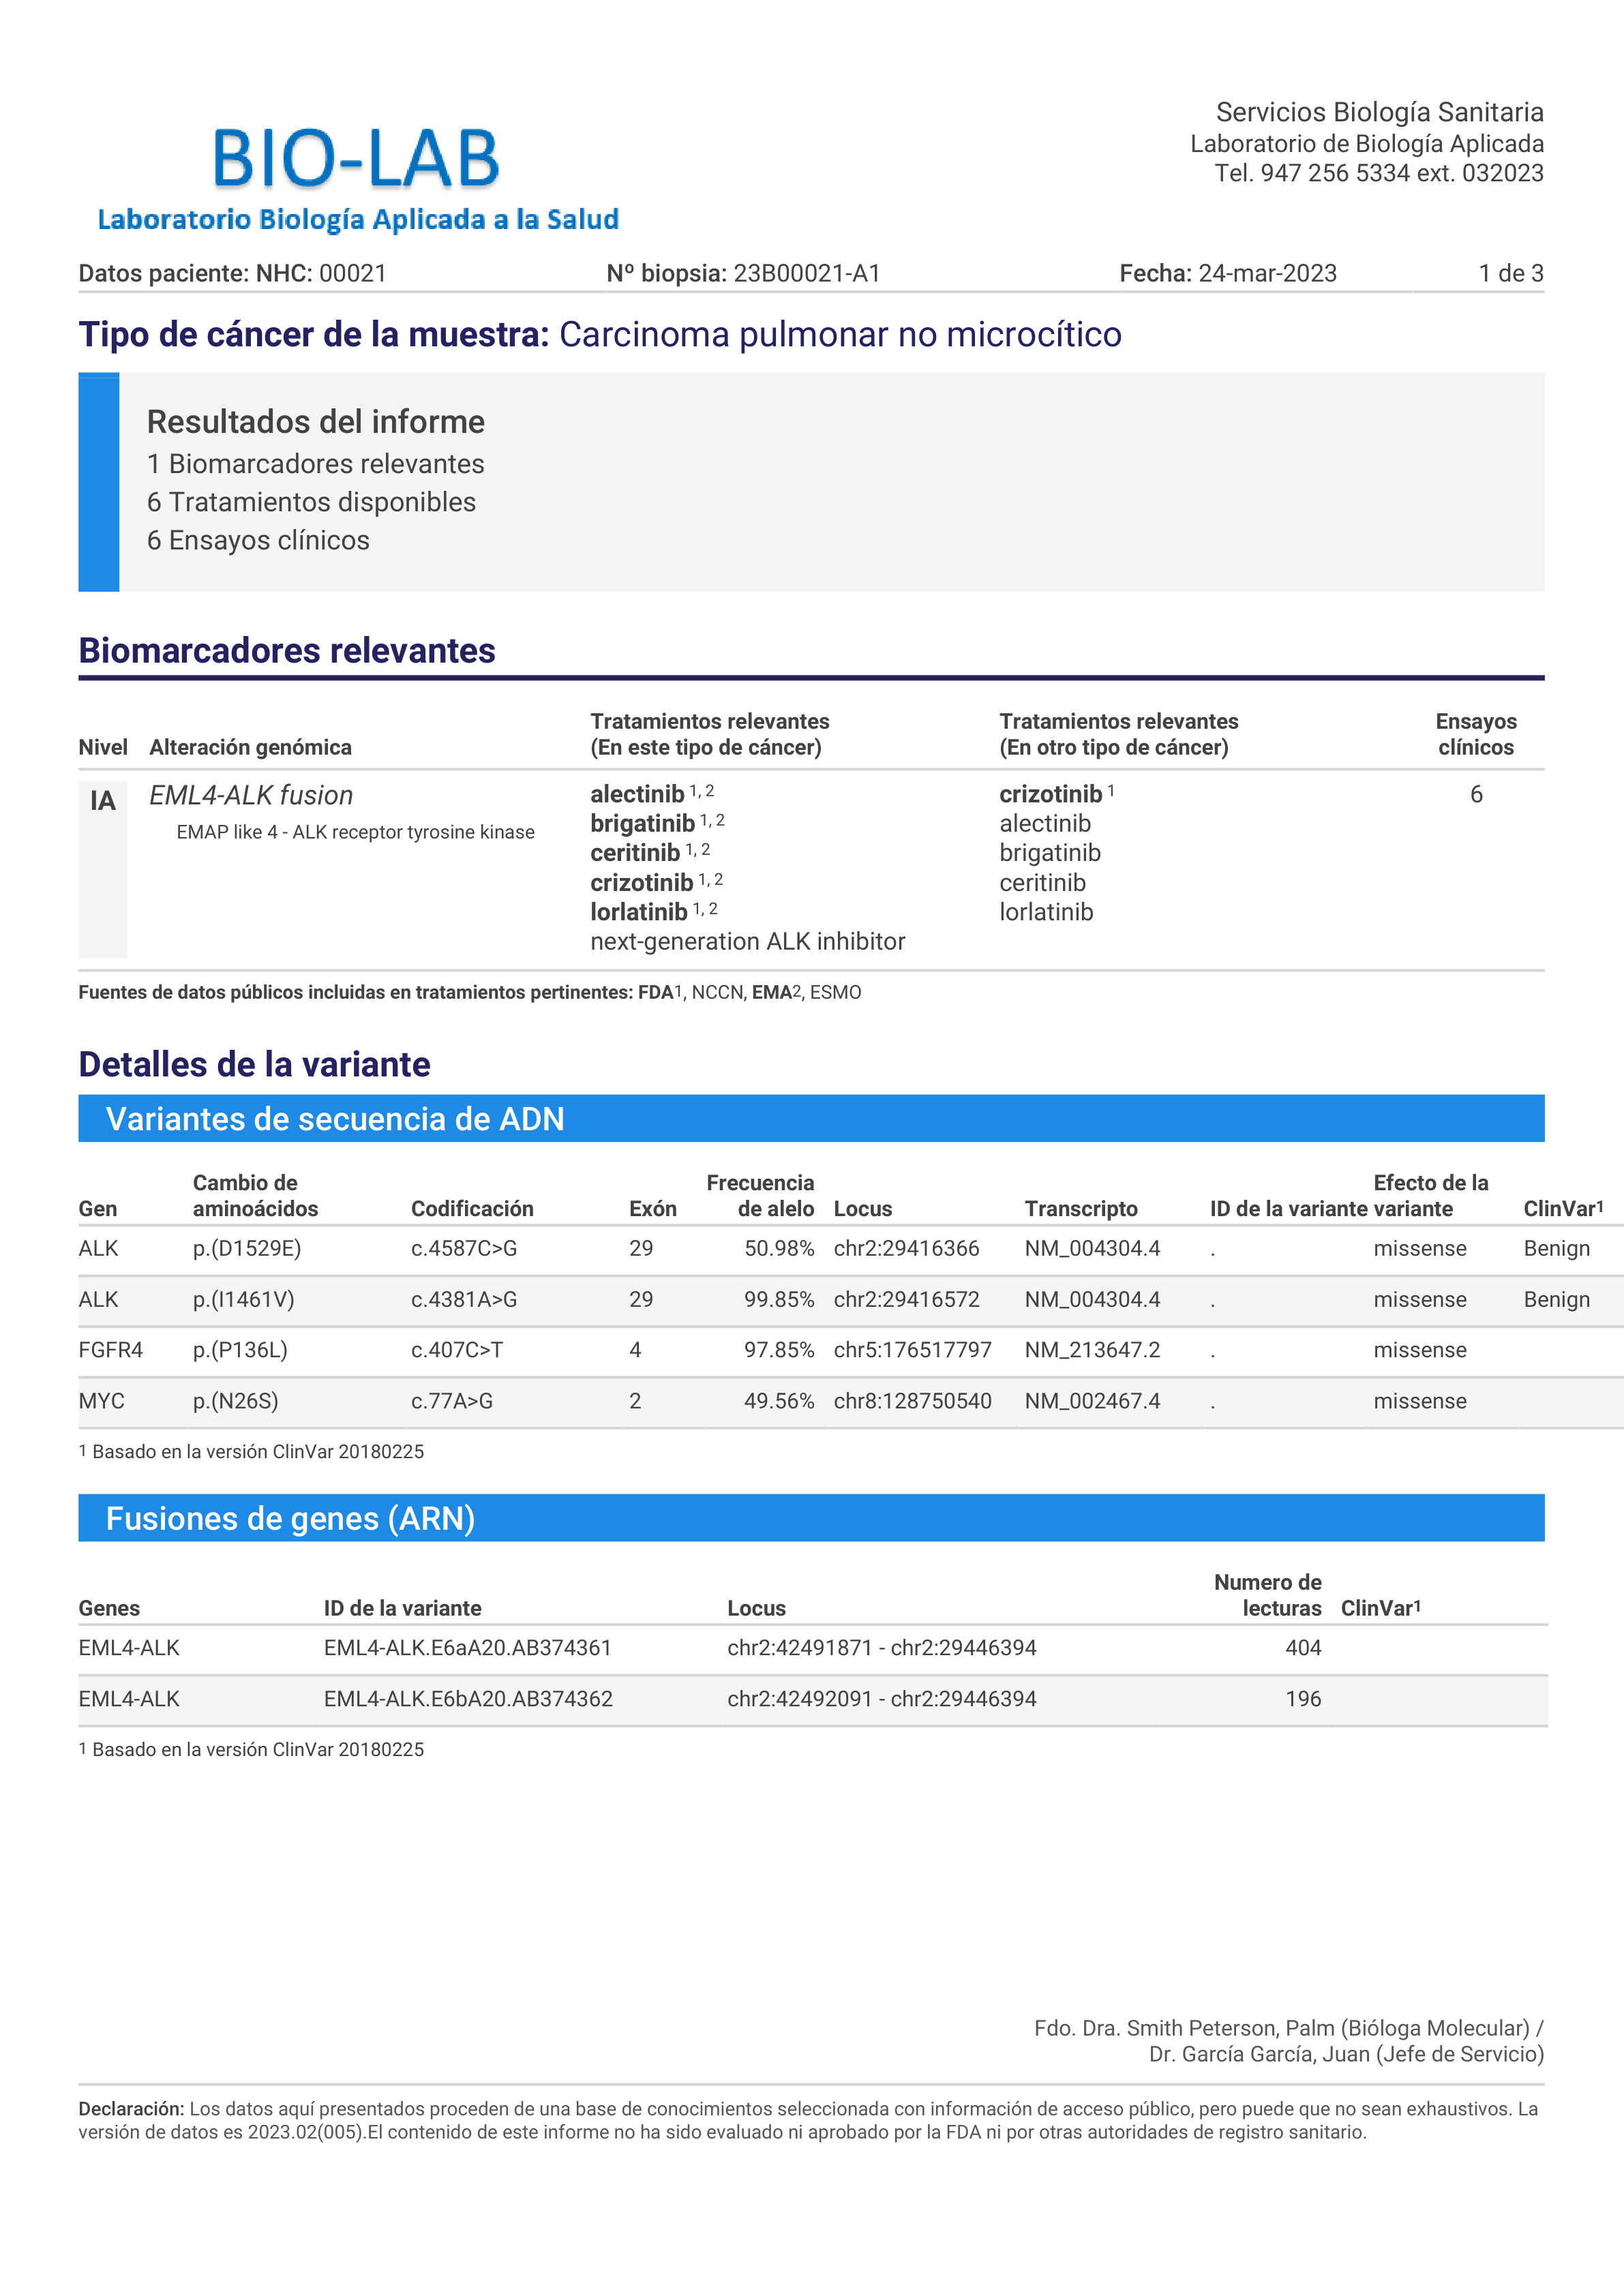 BIO-LAB
Laboratorio Biología Aplicada a la Salud
Servicios Biología Sanitaria
Laboratorio de Biología Aplicada
Tel. 947 256 5334 ext. 032023
Datos paciente: NHC: 00021 Nº biopsia: 23B00021-A1 Fecha: 24-mar-2023 1 de 3
Tipo de cáncer de la muestra: Carcinoma pulmonar no microcítico
Resultados del informe
1 Biomarcadores relevantes
6 Tratamientos disponibles
6 Ensayos clínicos
Biomarcadores relevantes
Tratamientos relevantes Tratamientos relevantes Ensayos
Nivel Alteración genómica (En este tipo de cáncer) (En otro tipo de cáncer) clínicos
IA EML4-ALK fusion alectinib 1, 2 crizotinib 1 6
EMAP like 4 - ALK receptor tyrosine kinase brigatinib 1, 2 alectinib
ceritinib 1, 2 brigatinib
crizotinib 1, 2 ceritinib
lorlatinib 1, 2 lorlatinib
next-generation ALK inhibitor
Fuentes de datos públicos incluidas en tratamientos pertinentes: FDA1, NCCN, EMA2, ESMO
Detalles de la variante
Variantes de secuencia de ADN
Cambio de Frecuencia Efecto de la
Gen aminoácidos Codificación Exón de alelo Locus Transcripto ID de la variante variante ClinVar1
ALK p.(D1529E) c.4587C>G 29 50.98% chr2:29416366 NM_004304.4 . missense Benign
ALK p.(I1461V) c.4381A>G 29 99.85% chr2:29416572 NM_004304.4 . missense Benign
FGFR4 p.(P136L) c.407C>T 4 97.85% chr5:176517797 NM_213647.2 . missense
MYC p.(N26S) c.77A>G 2 49.56% chr8:128750540 NM_002467.4 . missense
1 Basado en la versión ClinVar 20180225
Fusiones de genes (ARN)
Numero de
Genes ID de la variante Locus lecturas ClinVar1
EML4-ALK EML4-ALK.E6aA20.AB374361 chr2:42491871 - chr2:29446394 404
EML4-ALK EML4-ALK.E6bA20.AB374362 chr2:42492091 - chr2:29446394 196
1 Basado en la versión ClinVar 20180225
Fdo. Dra. Smith Peterson, Palm (Bióloga Molecular) /
Dr. García García, Juan (Jefe de Servicio)
Declaración: Los datos aquí presentados proceden de una base de conocimientos seleccionada con información de acceso público, pero puede que no sean exhaustivos. La
versión de datos es 2023.02(005).El contenido de este informe no ha sido evaluado ni aprobado por la FDA ni por otras autoridades de registro sanitario.